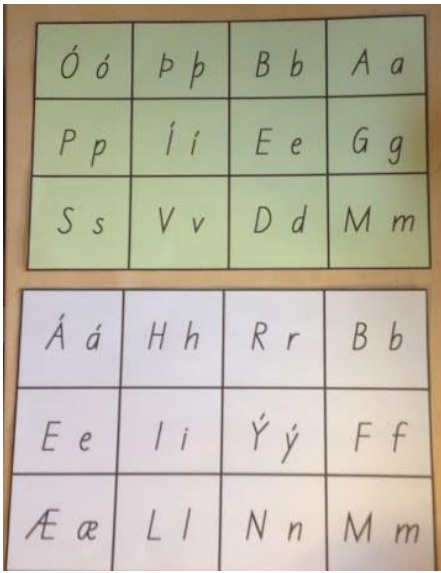 Ó ó Þ þ B b A a
P p Í í E e G g
S s V v D d M m
Á á H h R r B b
E e I i Ý ý F f
Æ æ L l N n M m